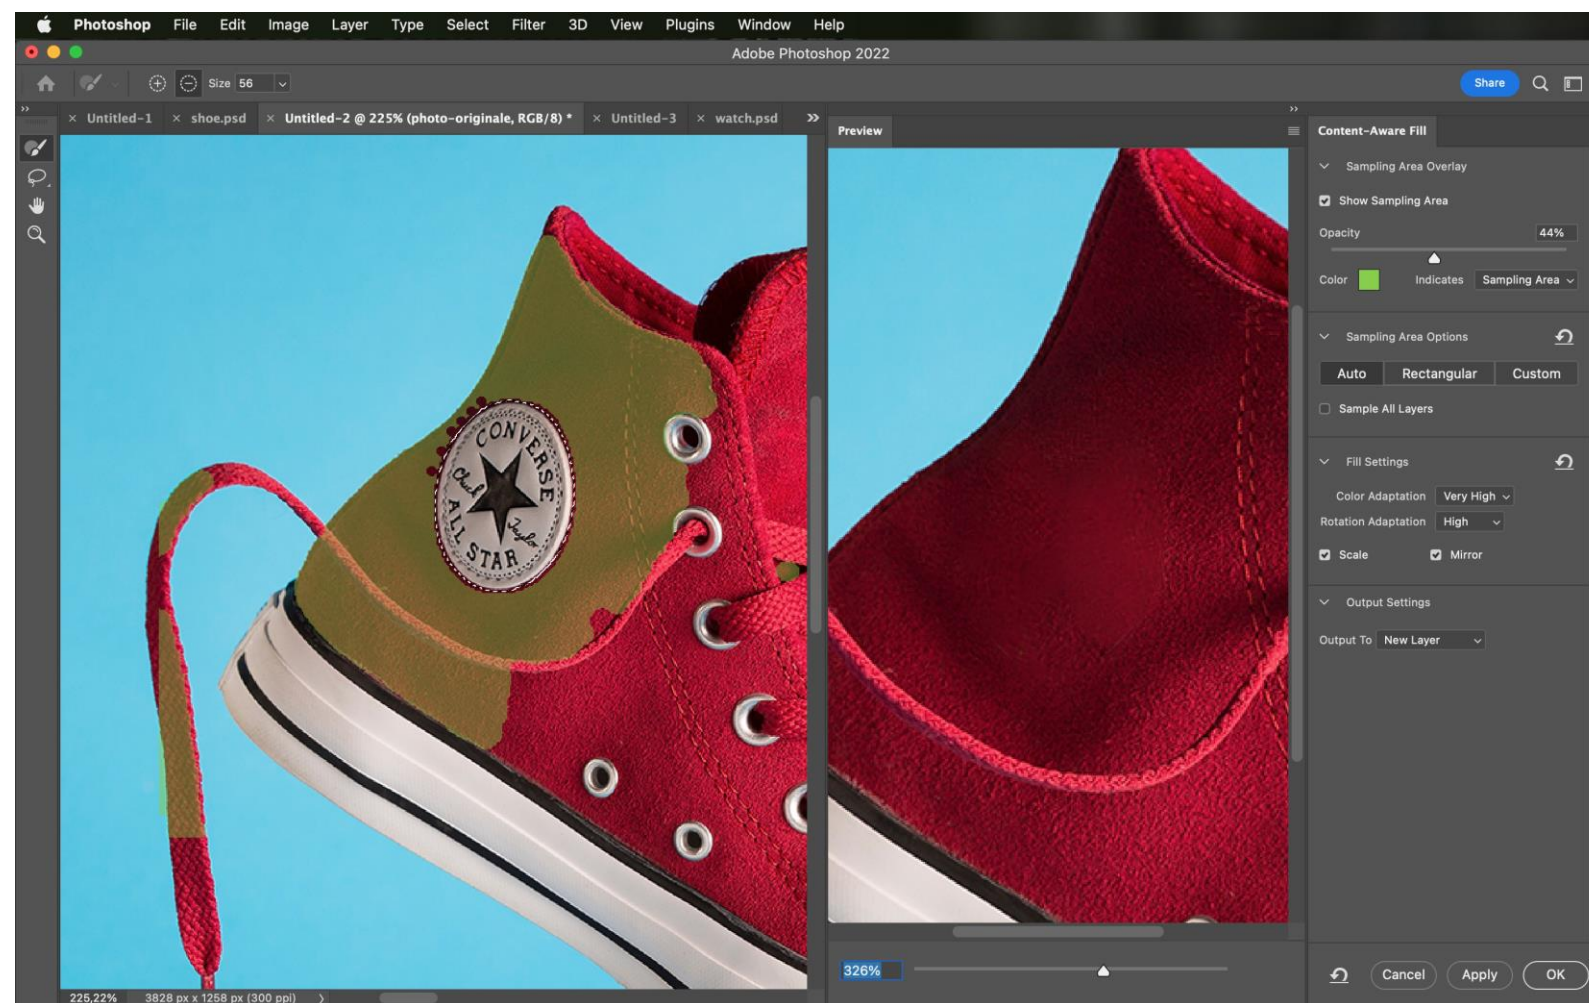 Photoshop File Edit Image Layer Type Select Filter 3D View Plugins Window Help
Adobe Photoshop 2022
Size 56
Share
× Untitled-1 × shoe.psd × Untitled-2 @ 225% (photo-originale, RGB/8) * × Untitled-3 × watch.psd »
Preview
Content-Aware Fill
Sampling Area Overlay
Show Sampling Area
Opacity 44%
Color Indicates Sampling Area
Sampling Area Options
Auto Rectangular Custom
Sample All Layers
Fill Settings
Color Adaptation Very High
Rotation Adaptation High
Scale Mirror
Output Settings
Output To New Layer
CONVERSE
Chuck
Taylor
ALL STAR
326%
Cancel Apply OK
225,22% 3828 px x 1258 px (300 ppi)